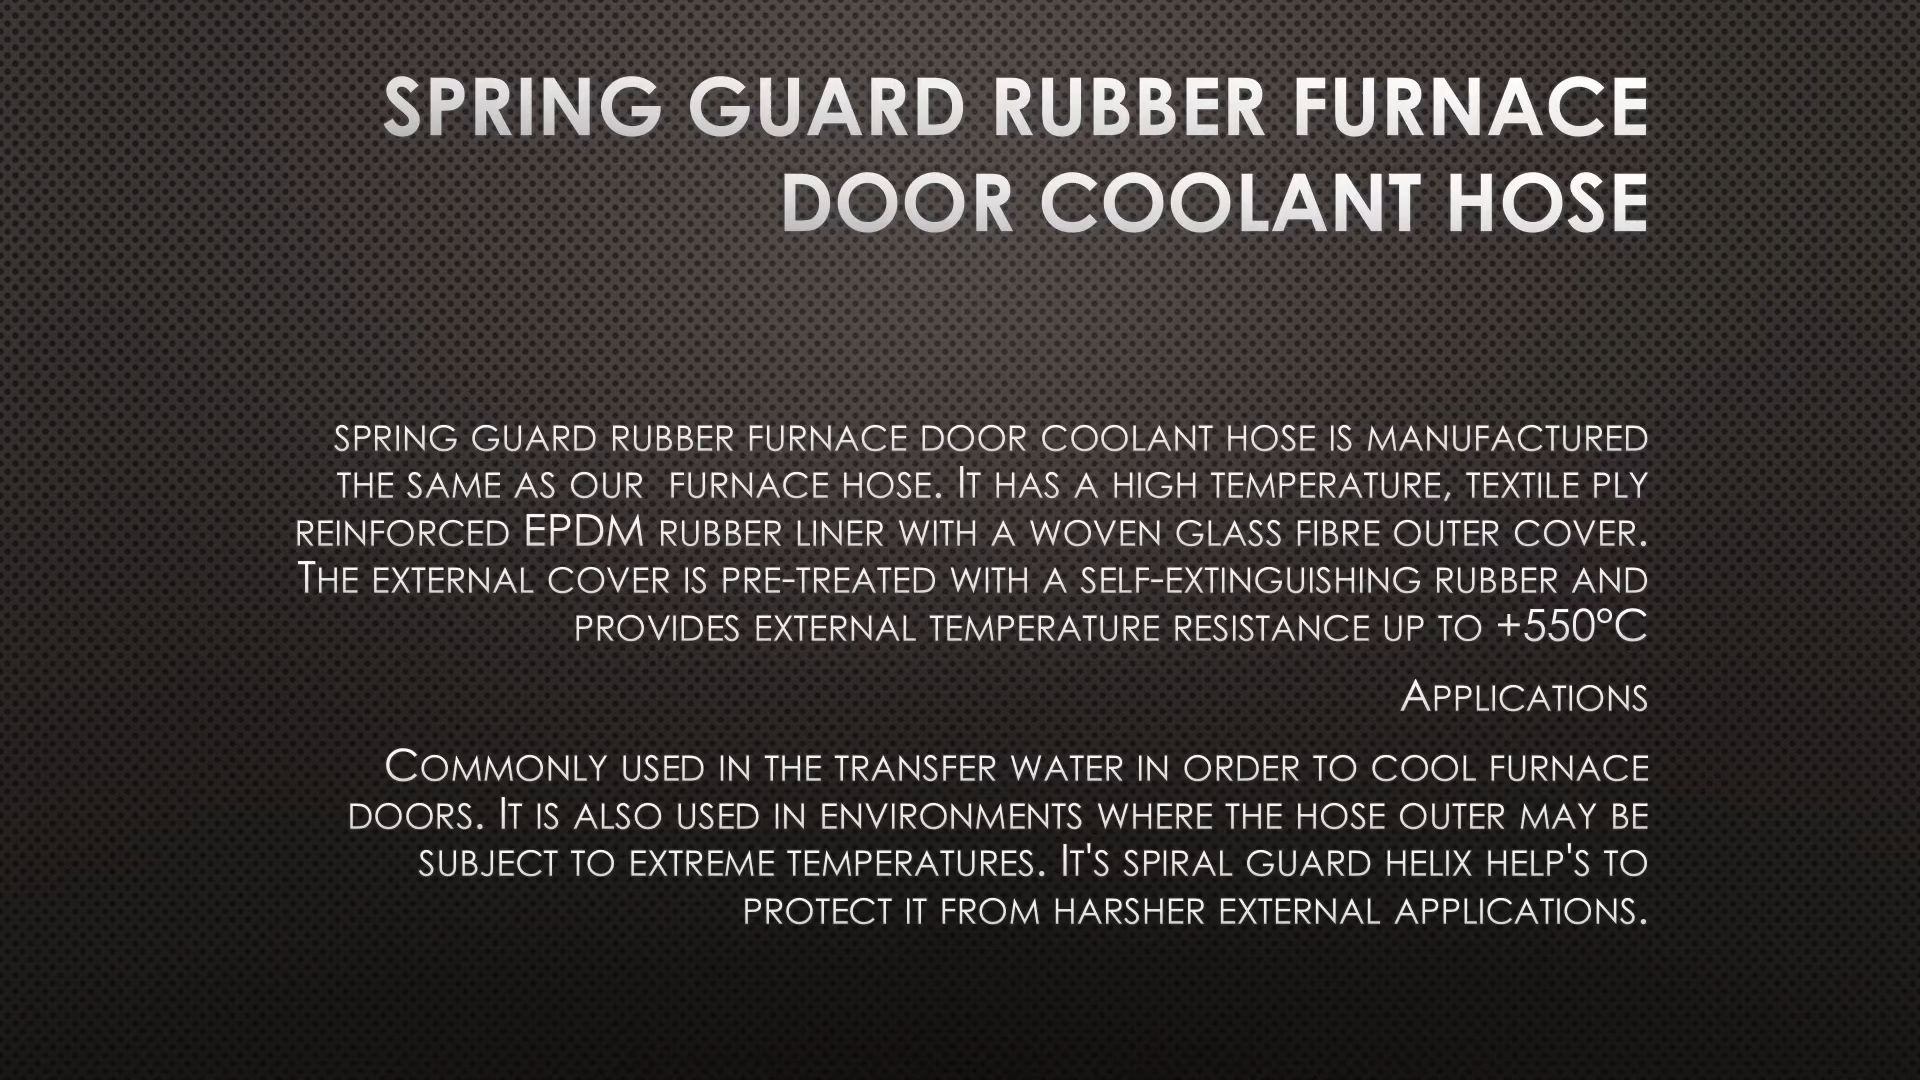 SPRING GUARD RUBBER FURNACE
DOOR COOLANT HOSE
SPRING GUARD RUBBER FURNACE DOOR COOLANT HOSE IS MANUFACTURED
THE SAME AS OUR  FURNACE HOSE. IT HAS A HIGH TEMPERATURE, TEXTILE PLY
REINFORCED EPDM RUBBER LINER WITH A WOVEN GLASS FIBRE OUTER COVER.
THE EXTERNAL COVER IS PRE-TREATED WITH A SELF-EXTINGUISHING RUBBER AND
PROVIDES EXTERNAL TEMPERATURE RESISTANCE UP TO +550°C
APPLICATIONS
COMMONLY USED IN THE TRANSFER WATER IN ORDER TO COOL FURNACE
DOORS. IT IS ALSO USED IN ENVIRONMENTS WHERE THE HOSE OUTER MAY BE
SUBJECT TO EXTREME TEMPERATURES. IT'S SPIRAL GUARD HELIX HELP'S TO
PROTECT IT FROM HARSHER EXTERNAL APPLICATIONS.